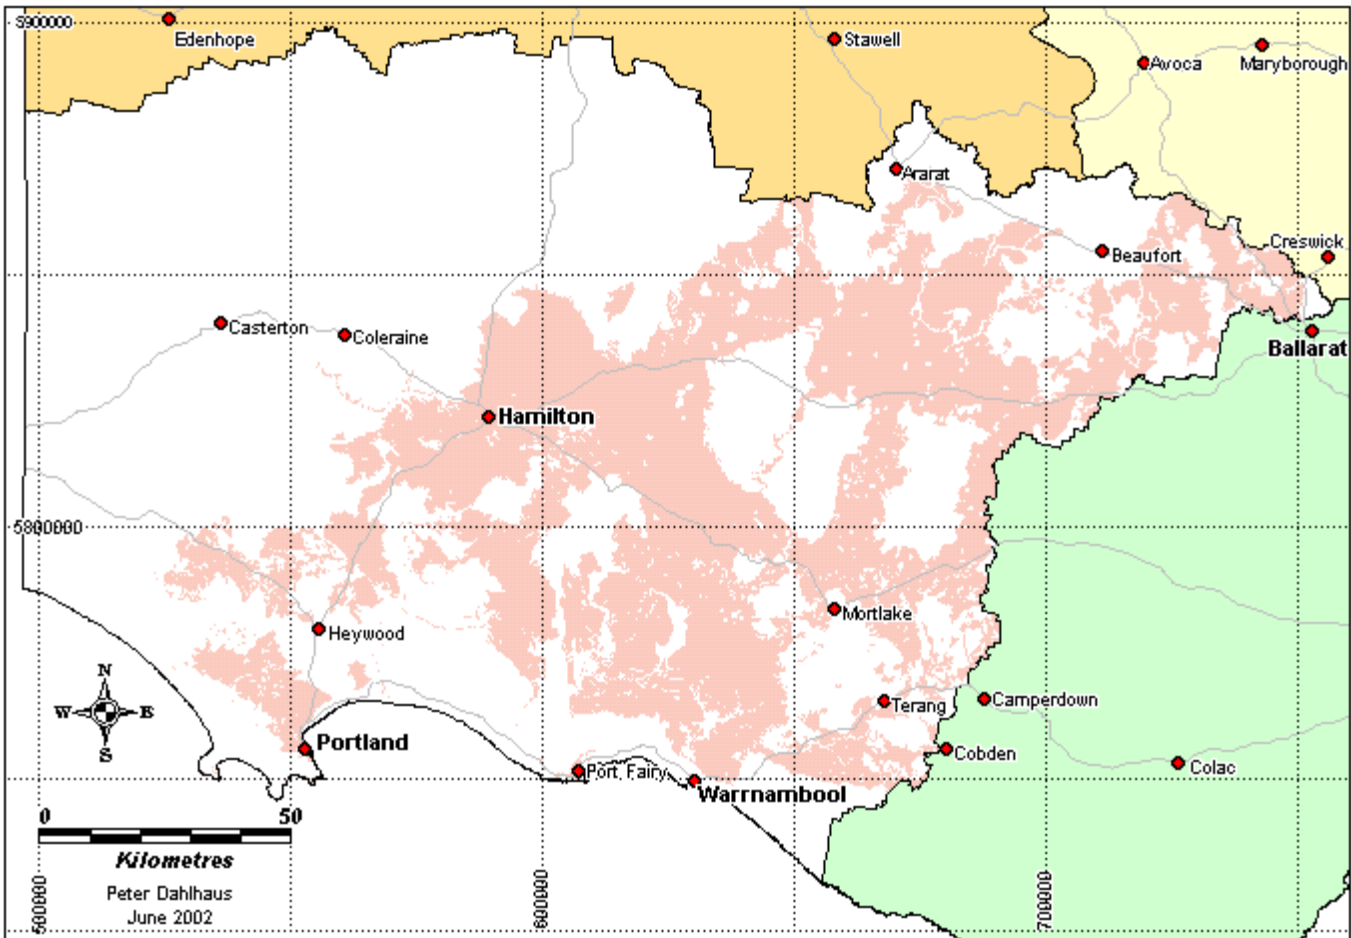 5900000
Edenhope
Stawell
Avoca
Maryborough
Ararat
Beaufort
Creswick
Casterton
Coleraine
Ballarat
Hamilton
5800000
Mortlake
Heywood
N
W
E
S
Terang
Camperdown
Portland
Cobden
Port Fairy
Colac
Warrnambool
0
50
Kilometres
Peter Dahlhaus
June 2002
500000
600000
700000